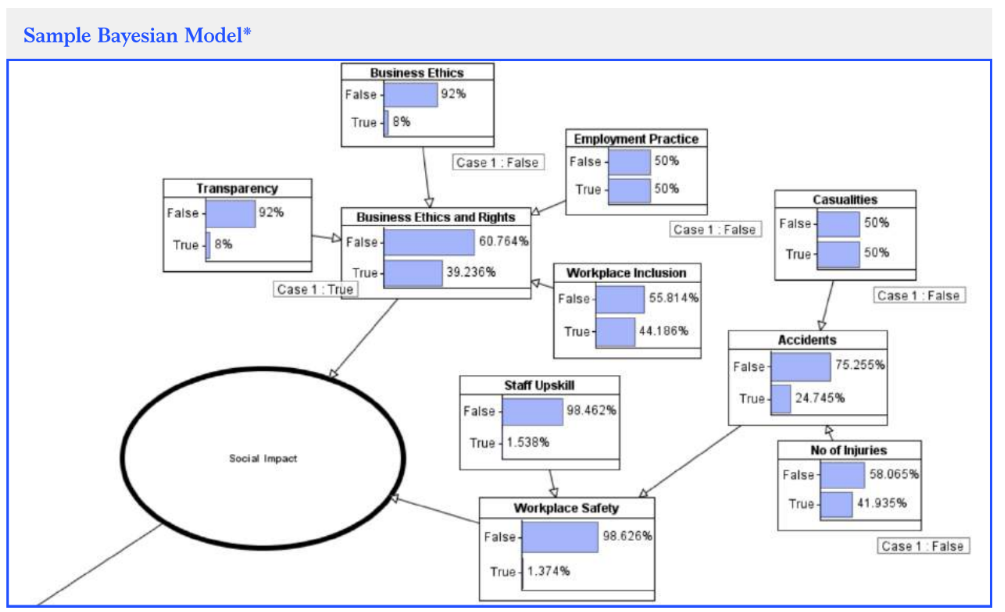 Sample Bayesian Model*
Business Ethics
False 92%
True 8%
Case 1 : False
Employment Practice
False 50%
True 50%
Case 1 : False
Transparency
False 92%
True 8%
Case 1 : True
Business Ethics and Rights
False 60.764%
True 39.236%
Casualities
False 50%
True 50%
Case 1 : False
Workplace Inclusion
False 55.814%
True 44.186%
Accidents
False 75.255%
True 24.745%
Staff Upskill
False 98.462%
True 1.538%
No of Injuries
False 58.065%
True 41.935%
Case 1 : False
Social Impact
Workplace Safety
False 98.626%
True 1.374%